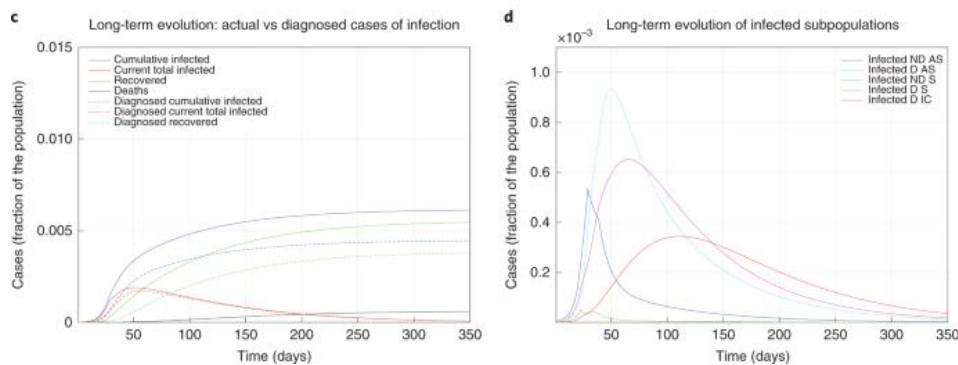 c Long-term evolution: actual vs diagnosed cases of infection
0.015
0.010
0.005
0
Cases (fraction of the population)
Cumulative infected
Current total infected
Recovered
Deaths
Diagnosed cumulative infected
Diagnosed current total infected
Diagnosed recovered
50 100 150 200 250 300 350
Time (days)
d Long-term evolution of infected subpopulations
×10⁻³
1.0
0.8
0.6
0.4
0.2
Cases (fraction of the population)
Infected ND AS
Infected D AS
Infected ND S
Infected D S
Infected D IC
50 100 150 200 250 300 350
Time (days)